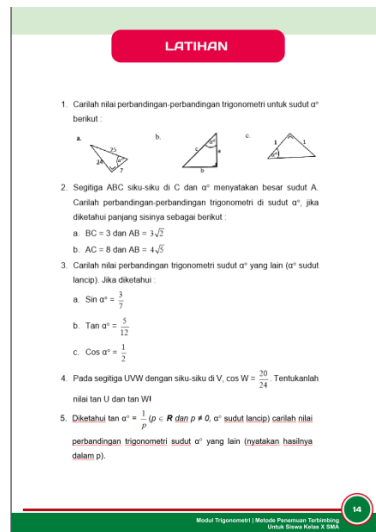 LATIHAN
1. Carilah nilai perbandingan-perbandingan trigonometri untuk sudut α°
berikut :
a. b. c.
25 24 α° 7 c α° a b 1 1 α°
2. Segitiga ABC siku-siku di C dan α° menyatakan besar sudut A.
Carilah perbandingan-perbandingan trigonometri di sudut α°, jika
diketahui panjang sisinya sebagai berikut :
a. BC = 3 dan AB = 3√2
b. AC = 8 dan AB = 4√5
3. Carilah nilai perbandingan trigonometri sudut α° yang lain (α° sudut
lancip). Jika diketahui :
a. Sin α° = 3/7
b. Tan α° = 5/12
c. Cos α° = 1/2
4. Pada segitiga UVW dengan siku-siku di V, cos W = 20/24. Tentukanlah
nilai tan U dan tan W!
5. Diketahui tan α° = 1/p (p ∈ R dan p ≠ 0, α° sudut lancip) carilah nilai
perbandingan trigonometri sudut α° yang lain (nyatakan hasilnya
dalam p).
14
Modul Trigonometri | Metode Penemuan Terbimbing
Untuk Siswa Kelas X SMA